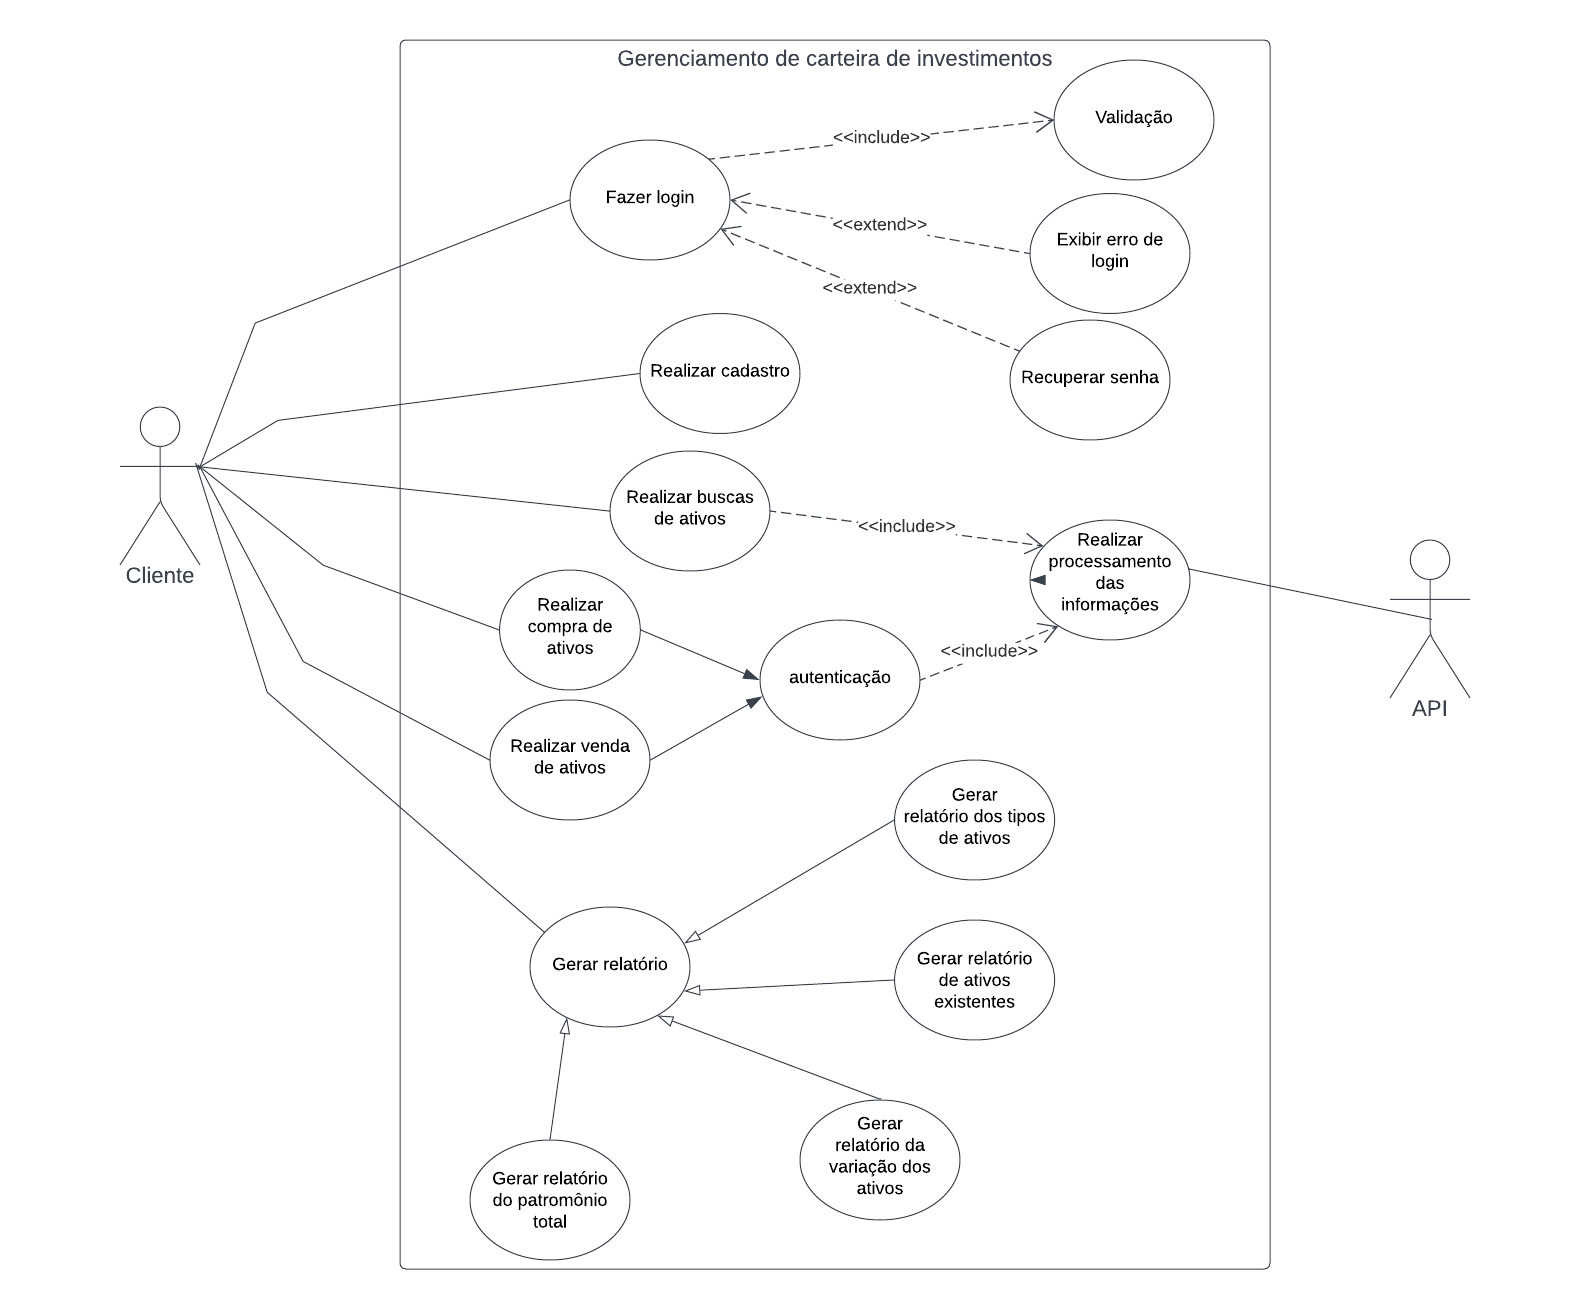 Gerenciamento de carteira de investimentos
Validação
<<include>>
Fazer login
<<extend>>
Exibir erro de
login
<<extend>>
Realizar cadastro
Recuperar senha
Realizar buscas
de ativos
<<include>>
Realizar
processamento
das
informações
Cliente
Realizar
compra de
ativos
<<include>>
autenticação
API
Realizar venda
de ativos
Gerar
relatório dos tipos
de ativos
Gerar relatório
Gerar relatório
de ativos
existentes
Gerar
relatório da
variação dos
ativos
Gerar relatório
do patromônio
total